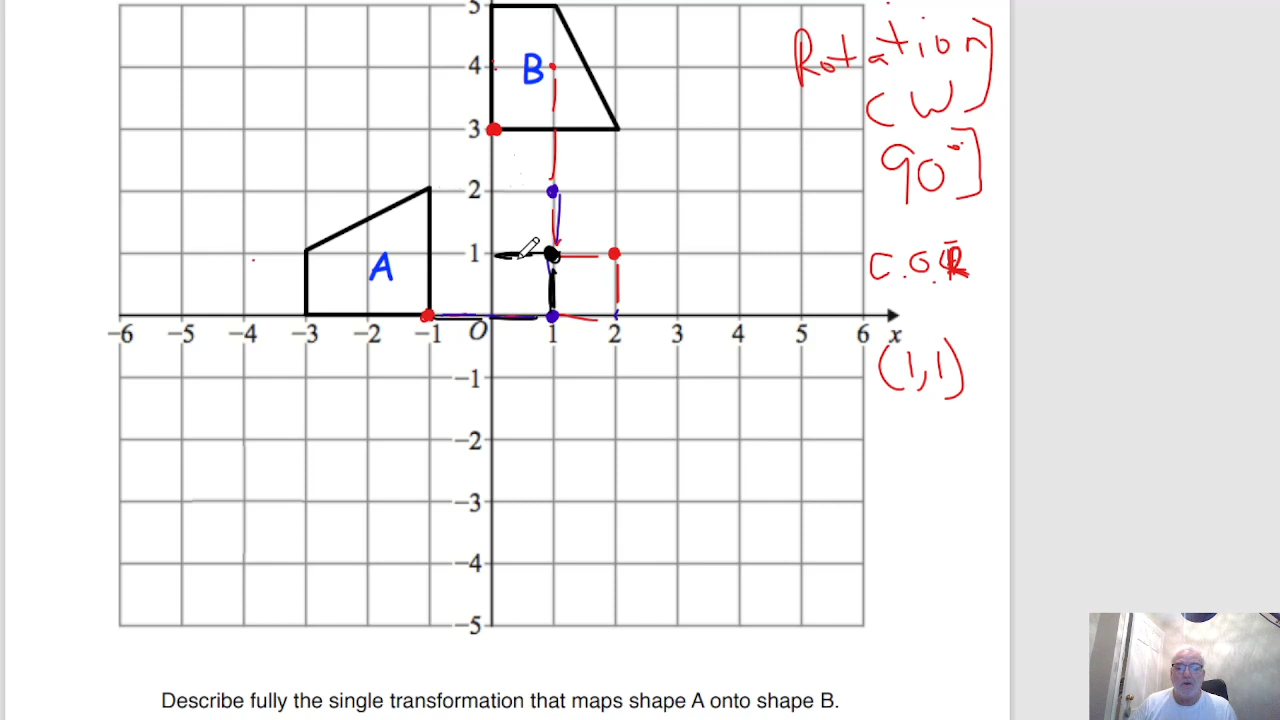 5
B
4
3
2
1
A
-6 -5 -4 -3 -2 -1 O 1 2 3 4 5 6 x
-1
-2
-3
-4
-5
Rotation
CW
90°
C.O.R
(1,1)
Describe fully the single transformation that maps shape A onto shape B.